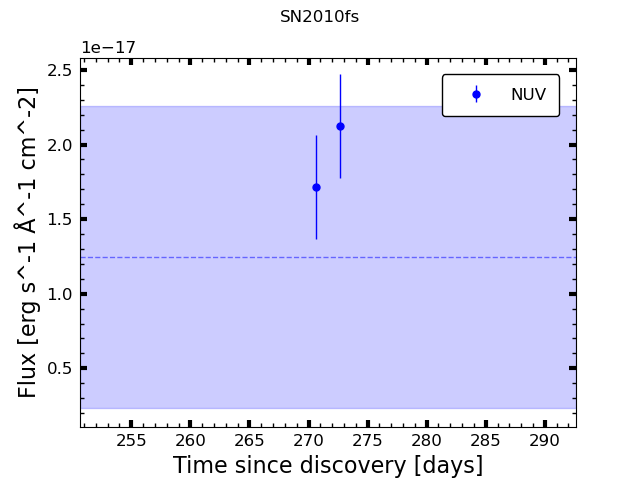 SN2010fs
1e−17
2.5
2.0
1.5
1.0
0.5
Flux [erg s^-1 Å^-1 cm^-2]
NUV
255 260 265 270 275 280 285 290
Time since discovery [days]